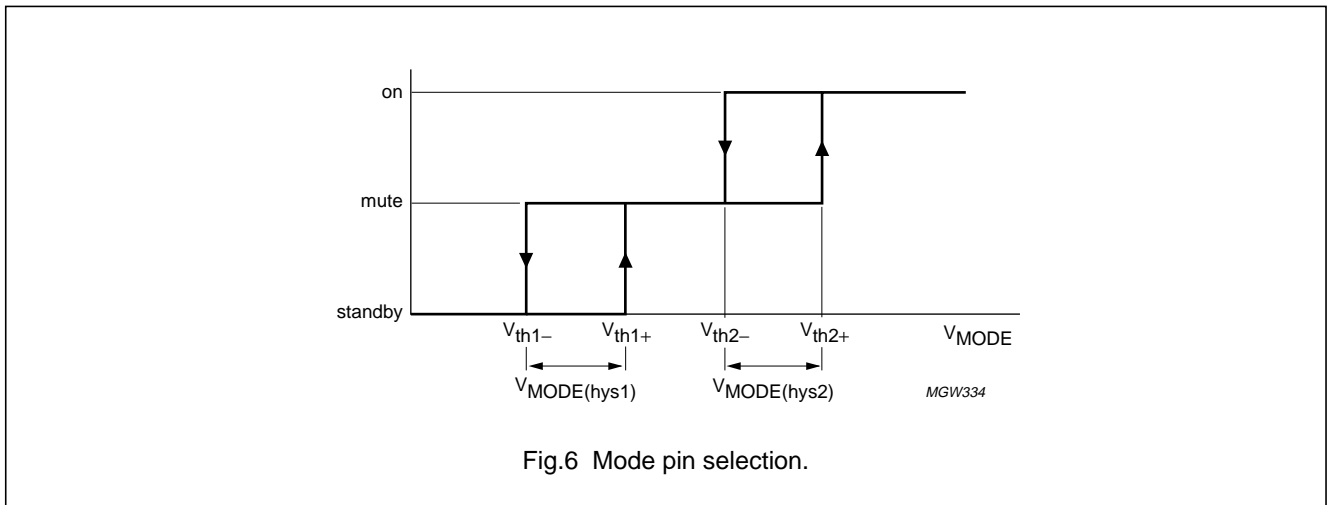 on
mute
standby
Vth1− Vth1+ Vth2− Vth2+ VMODE
VMODE(hys1) VMODE(hys2) MGW334
Fig.6 Mode pin selection.